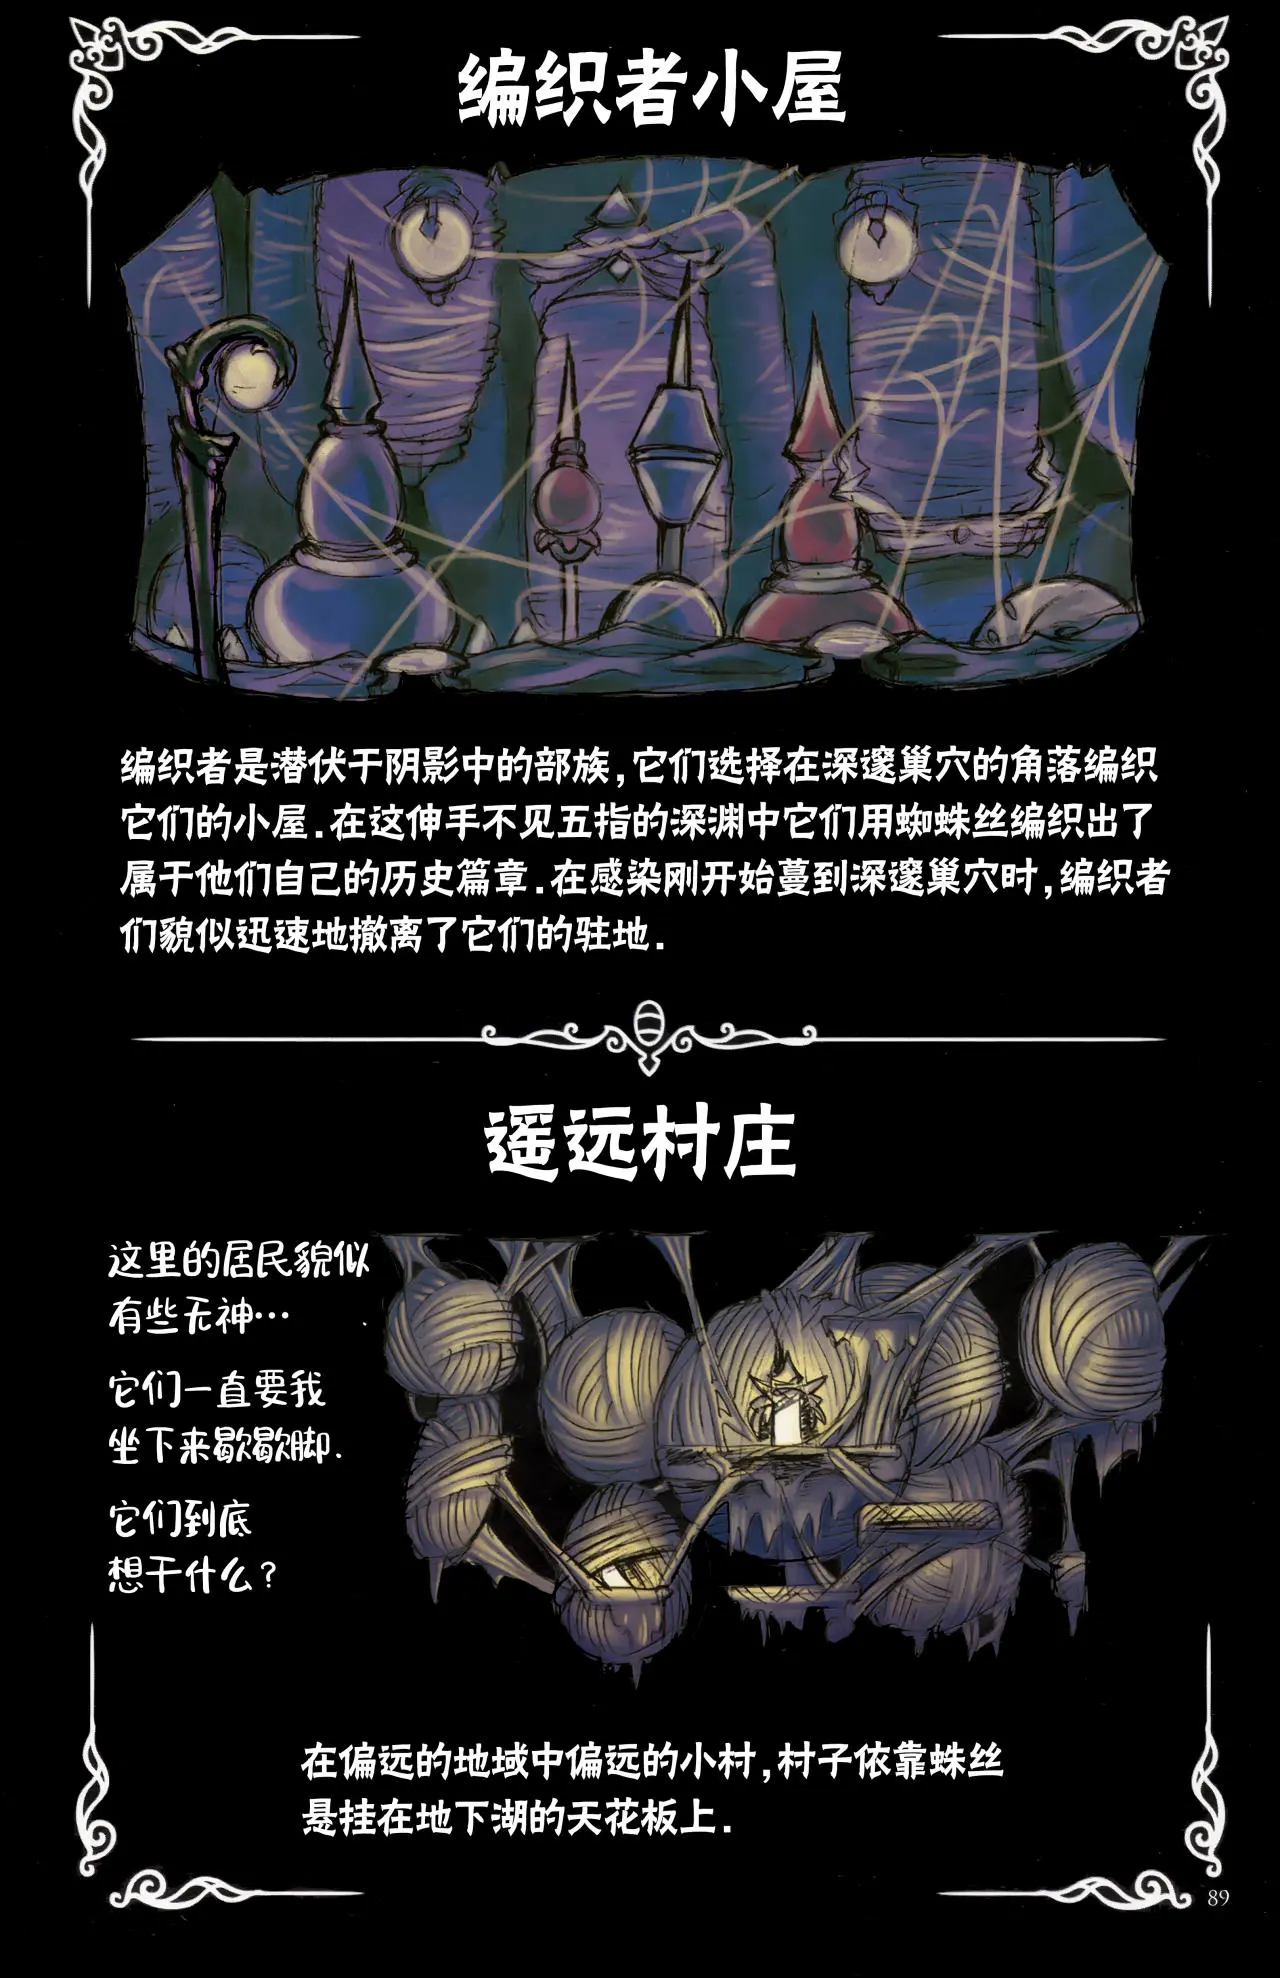 编织者小屋
编织者是潜伏于阴影中的部族,它们选择在深邃巢穴的角落编织
它们的小屋.在这伸手不见五指的深渊中它们用蜘蛛丝编织出了
属于他们自己的历史篇章.在感染刚开始蔓到深邃巢穴时,编织者
们貌似迅速地撤离了它们的驻地.
遥远村庄
这里的居民貌似
有些无神…
它们一直要我
坐下来歇歇脚.
它们到底
想干什么?
在偏远的地域中偏远的小村,村子依靠蛛丝
悬挂在地下湖的天花板上.
89